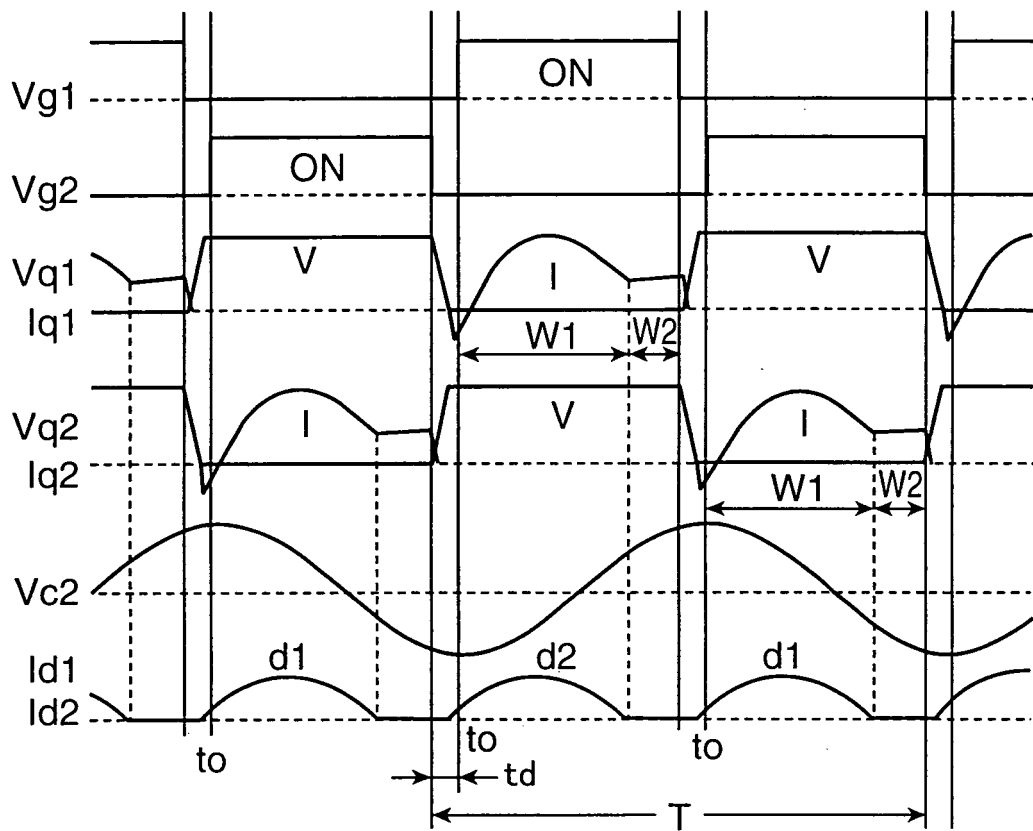 Vg1 ON
Vg2 ON
Vq1 V I V
Iq1
W1 W2
Vq2 I V I
Iq2
W1 W2
Vc2
Id1 d1 d2 d1
Id2
to to to
td
T